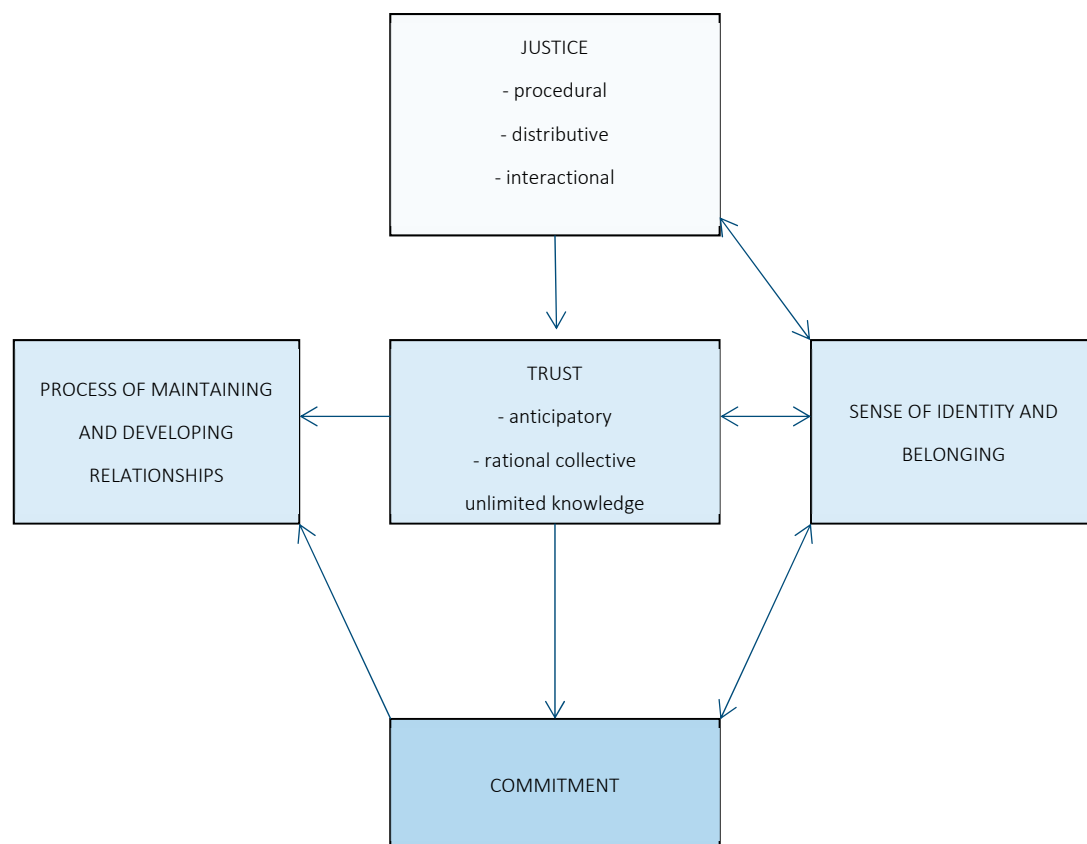 JUSTICE
- procedural
- distributive
- interactional
PROCESS OF MAINTAINING
AND DEVELOPING
RELATIONSHIPS
TRUST
- anticipatory
- rational collective
unlimited knowledge
SENSE OF IDENTITY AND
BELONGING
COMMITMENT